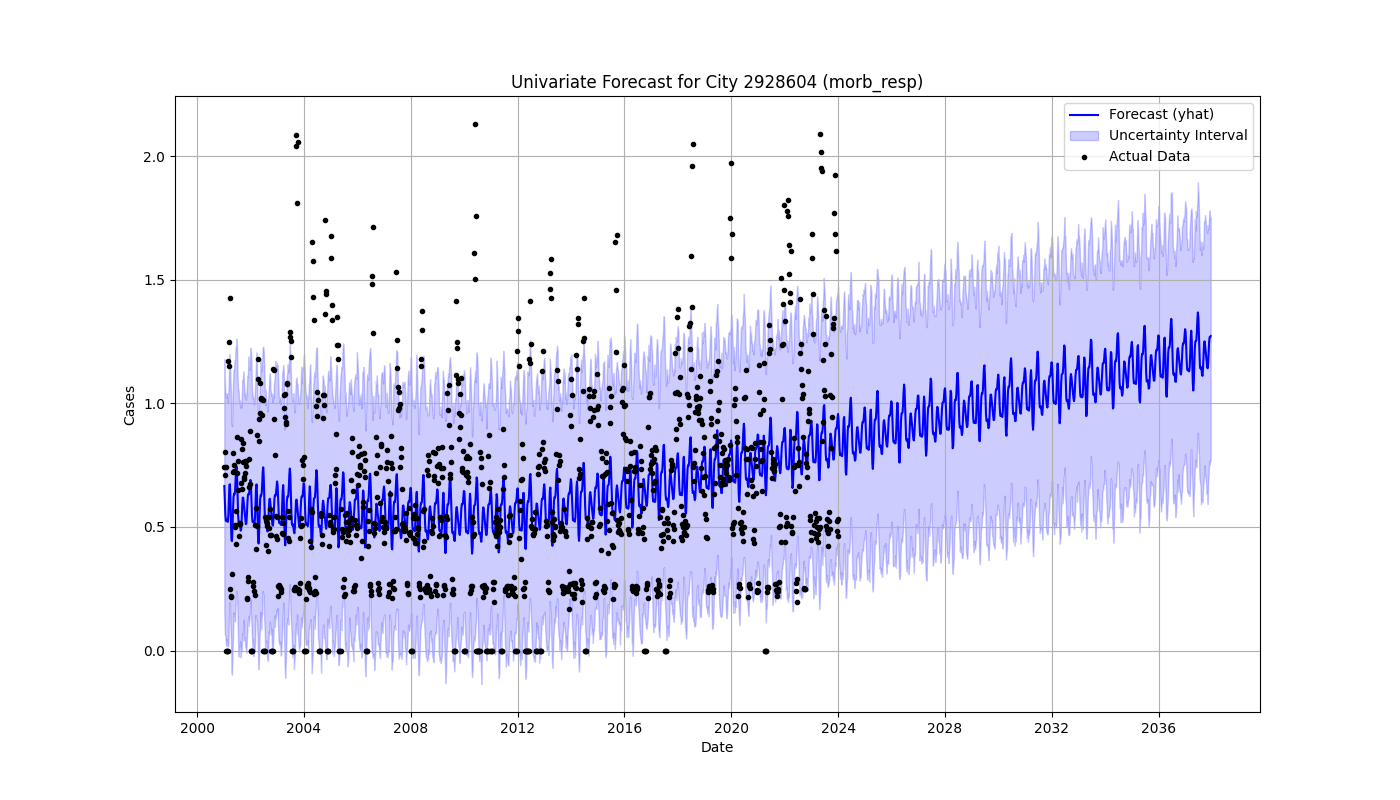 Univariate Forecast for City 2928604 (morb_resp)
Forecast (yhat)
Uncertainty Interval
Actual Data
Cases
2.0
1.5
1.0
0.5
0.0
2000 2004 2008 2012 2016 2020 2024 2028 2032 2036
Date